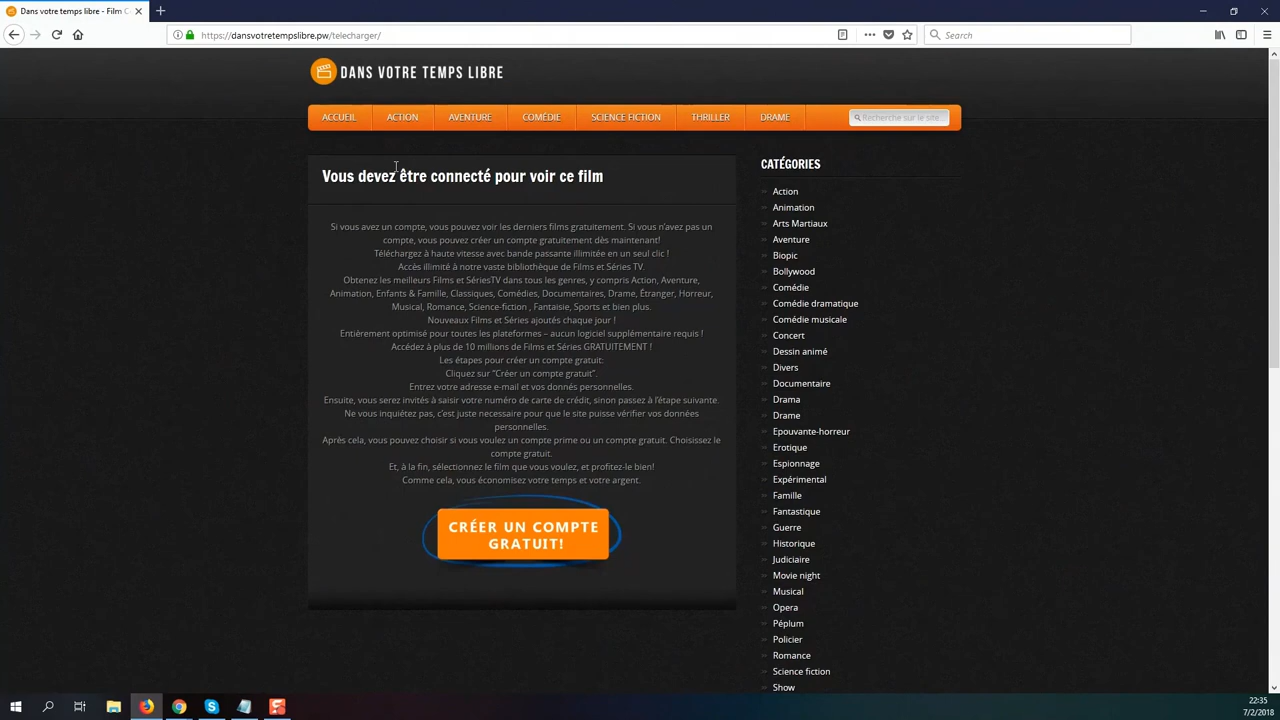 Dans votre temps libre - Film C
https://dansvotretempslibre.pw/telecharger/
Search
DANS VOTRE TEMPS LIBRE
ACCUEIL
ACTION
AVENTURE
COMÉDIE
SCIENCE FICTION
THRILLER
DRAME
Recherche sur le site...
Vous devez être connecté pour voir ce film
Si vous avez un compte, vous pouvez voir les derniers films gratuitement. Si vous n'avez pas un
compte, vous pouvez créer un compte gratuitement dès maintenant!
Téléchargez à haute vitesse avec bande passante illimitée en un seul clic !
Accès illimité à notre vaste bibliothèque de Films et Séries TV.
Obtenez les meilleurs Films et SériesTV dans tous les genres, y compris Action, Aventure,
Animation, Enfants & Famille, Classiques, Comédies, Documentaires, Drame, Étranger, Horreur,
Musical, Romance, Science-fiction , Fantaisie, Sports et bien plus.
Nouveaux Films et Séries ajoutés chaque jour !
Entièrement optimisé pour toutes les plateformes – aucun logiciel supplémentaire requis !
Accédez à plus de 10 millions de Films et Séries GRATUITEMENT !
Les étapes pour créer un compte gratuit:
Cliquez sur “Créer un compte gratuit”.
Entrez votre adresse e-mail et vos donnés personnelles.
Ensuite, vous serez invités à saisir votre numéro de carte de crédit, sinon passez à l'étape suivante.
Ne vous inquiétez pas, c'est juste necessaire pour que le site puisse vérifier vos données
personnelles.
Après cela, vous pouvez choisir si vous voulez un compte prime ou un compte gratuit. Choisissez le
compte gratuit.
Et, à la fin, sélectionnez le film que vous voulez, et profitez-le bien!
Comme cela, vous économisez votre temps et votre argent.
CRÉER UN COMPTE
GRATUIT!
CATÉGORIES
Action
Animation
Arts Martiaux
Aventure
Biopic
Bollywood
Comédie
Comédie dramatique
Comédie musicale
Concert
Dessin animé
Divers
Documentaire
Drama
Drame
Epouvante-horreur
Erotique
Espionnage
Expérimental
Famille
Fantastique
Guerre
Historique
Judiciaire
Movie night
Musical
Opera
Péplum
Policier
Romance
Science fiction
Show
22:35
7/2/2018